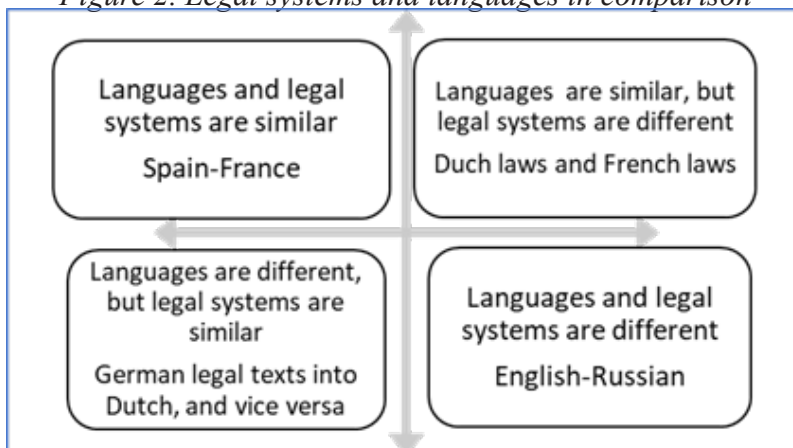 Figure 2. Legal systems and languages in comparison
Languages and legal
systems are similar
Spain-France
Languages are similar, but
legal systems are different
Duch laws and French laws
Languages are different,
but legal systems are
similar
German legal texts into
Dutch, and vice versa
Languages and legal
systems are different
English-Russian